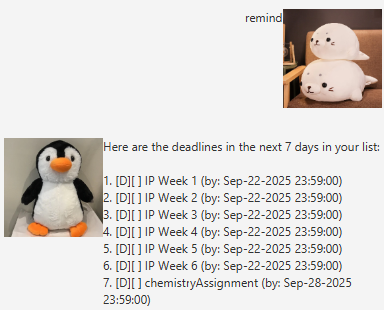 remind
Here are the deadlines in the next 7 days in your list:
1. [D][ ] IP Week 1 (by: Sep-22-2025 23:59:00)
2. [D][ ] IP Week 2 (by: Sep-22-2025 23:59:00)
3. [D][ ] IP Week 3 (by: Sep-22-2025 23:59:00)
4. [D][ ] IP Week 4 (by: Sep-22-2025 23:59:00)
5. [D][ ] IP Week 5 (by: Sep-22-2025 23:59:00)
6. [D][ ] IP Week 6 (by: Sep-22-2025 23:59:00)
7. [D][ ] chemistryAssignment (by: Sep-28-2025
23:59:00)